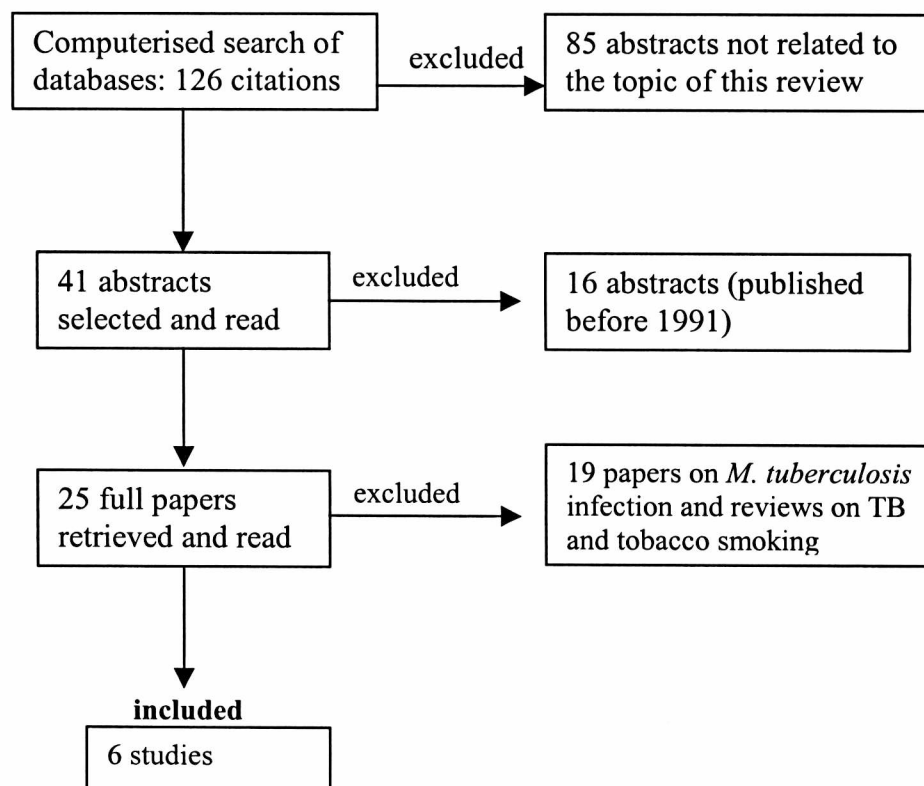 Computerised search of
databases: 126 citations
excluded
85 abstracts not related to
the topic of this review
41 abstracts
selected and read
excluded
16 abstracts (published
before 1991)
25 full papers
retrieved and read
excluded
19 papers on M. tuberculosis
infection and reviews on TB
and tobacco smoking
included
6 studies